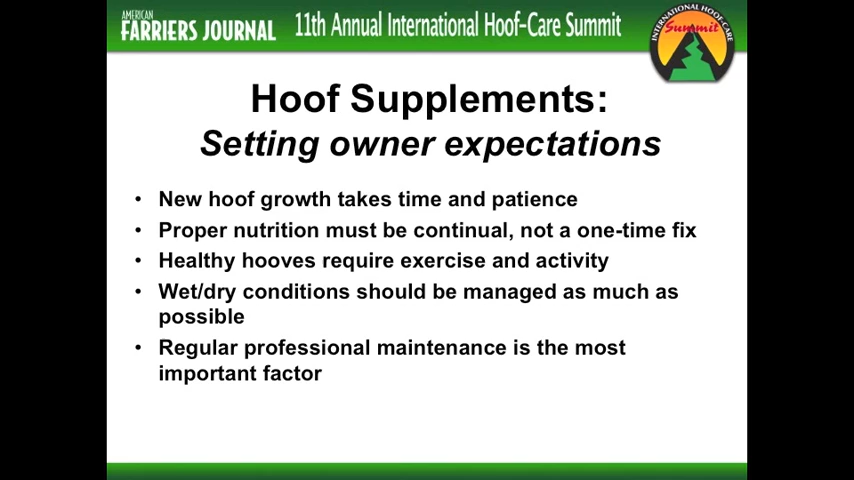 AMERICAN
FARRIERS JOURNAL 11th Annual International Hoof-Care Summit
INTERNATIONAL HOOF-CARE
Summit
Hoof Supplements:
Setting owner expectations
• New hoof growth takes time and patience
• Proper nutrition must be continual, not a one-time fix
• Healthy hooves require exercise and activity
• Wet/dry conditions should be managed as much as
possible
• Regular professional maintenance is the most
important factor